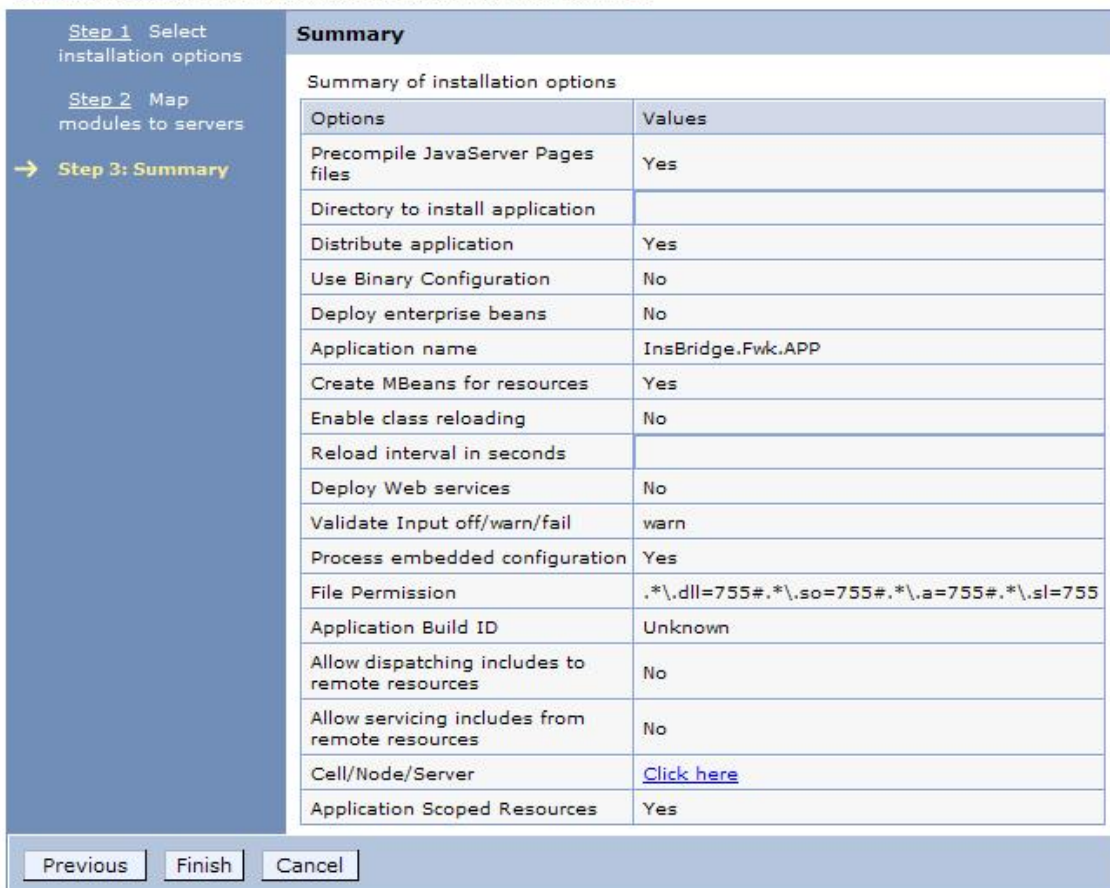 Step 1 Select
installation options
Step 2 Map
modules to servers
Step 3: Summary
Summary
Summary of installation options
Options Values
Precompile JavaServer Pages
files Yes
Directory to install application
Distribute application Yes
Use Binary Configuration No
Deploy enterprise beans No
Application name InsBridge.Fwk.APP
Create MBeans for resources Yes
Enable class reloading No
Reload interval in seconds
Deploy Web services No
Validate Input off/warn/fail warn
Process embedded configuration Yes
File Permission .*\.dll=755#.*\.so=755#.*\.a=755#.*\.sl=755
Application Build ID Unknown
Allow dispatching includes to
remote resources No
Allow servicing includes from
remote resources No
Cell/Node/Server Click here
Application Scoped Resources Yes
Previous Finish Cancel